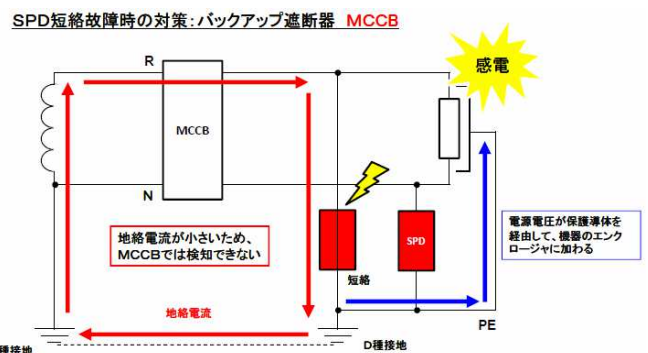 SPD短絡故障時の対策：バックアップ遮断器 MCCB
感電
R
MCCB
N
地絡電流が小さいため、
MCCBでは検知できない
SPD
短絡
電源電圧が保護導体を
経由して、機器のエンク
ロージャに加わる
地絡電流
PE
種接地
D種接地